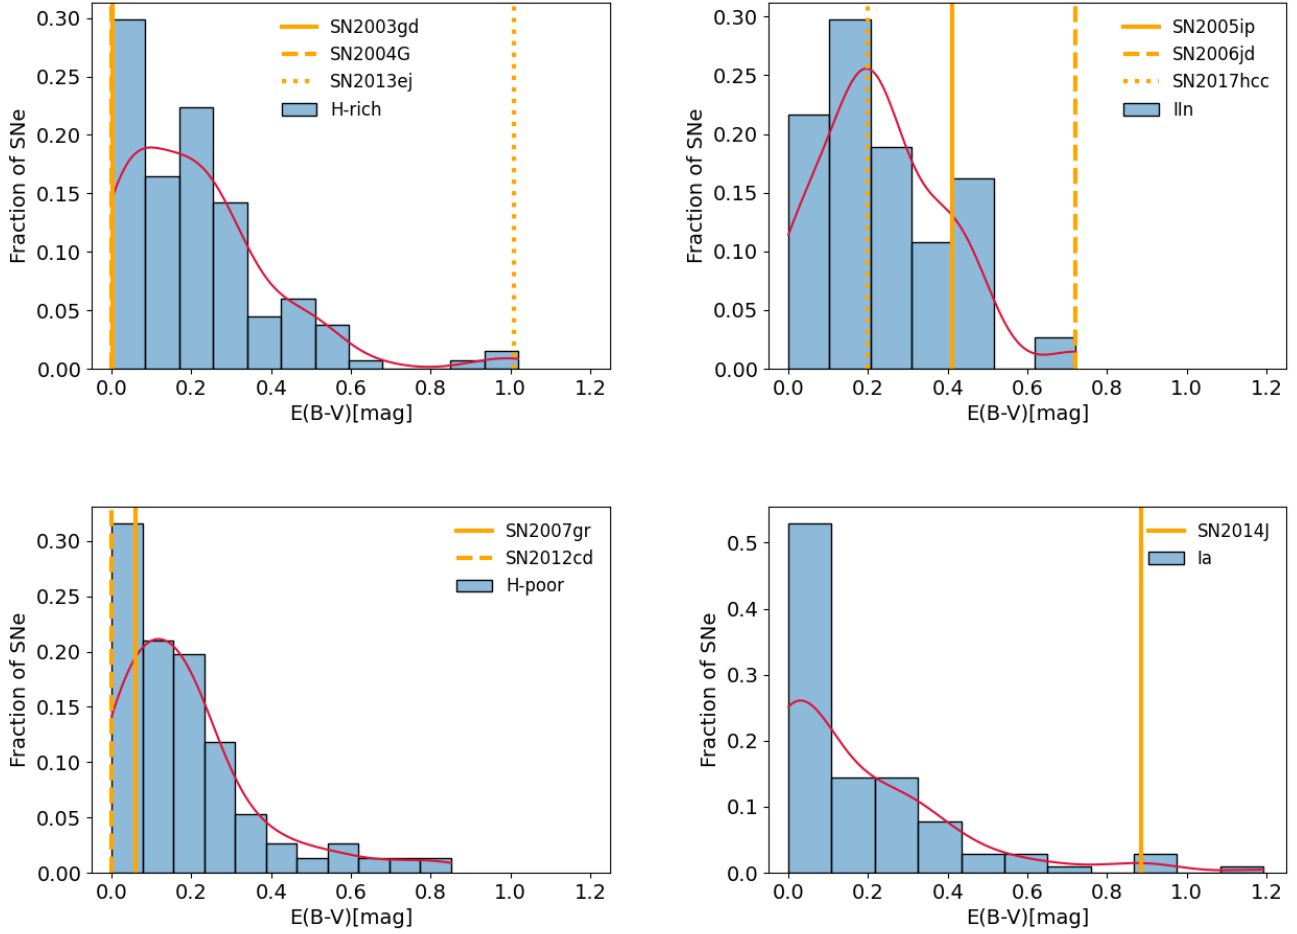 0.30
0.25
0.20
0.15
0.10
0.05
0.00
Fraction of SNe
SN2003gd
SN2004G
SN2013ej
H-rich
0.0 0.2 0.4 0.6 0.8 1.0 1.2
E(B-V)[mag]
0.30
0.25
0.20
0.15
0.10
0.05
0.00
Fraction of SNe
SN2005ip
SN2006jd
SN2017hcc
IIn
0.0 0.2 0.4 0.6 0.8 1.0 1.2
E(B-V)[mag]
0.30
0.25
0.20
0.15
0.10
0.05
0.00
Fraction of SNe
SN2007gr
SN2012cd
H-poor
0.0 0.2 0.4 0.6 0.8 1.0 1.2
E(B-V)[mag]
0.5
0.4
0.3
0.2
0.1
0.0
Fraction of SNe
SN2014J
Ia
0.0 0.2 0.4 0.6 0.8 1.0 1.2
E(B-V)[mag]